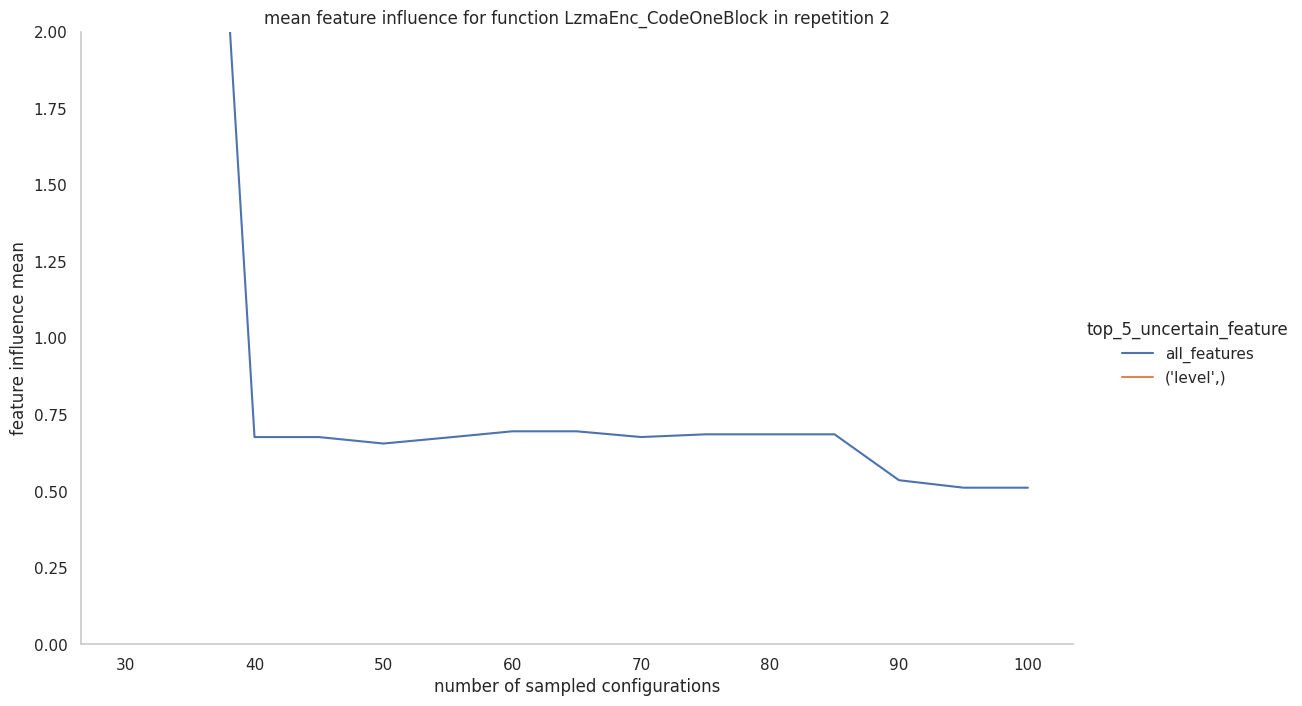 mean feature influence for function LzmaEnc_CodeOneBlock in repetition 2
2.00
1.75
1.50
1.25
1.00
0.75
0.50
0.25
0.00
feature influence mean
30 40 50 60 70 80 90 100
number of sampled configurations
top_5_uncertain_feature
all_features
('level',)